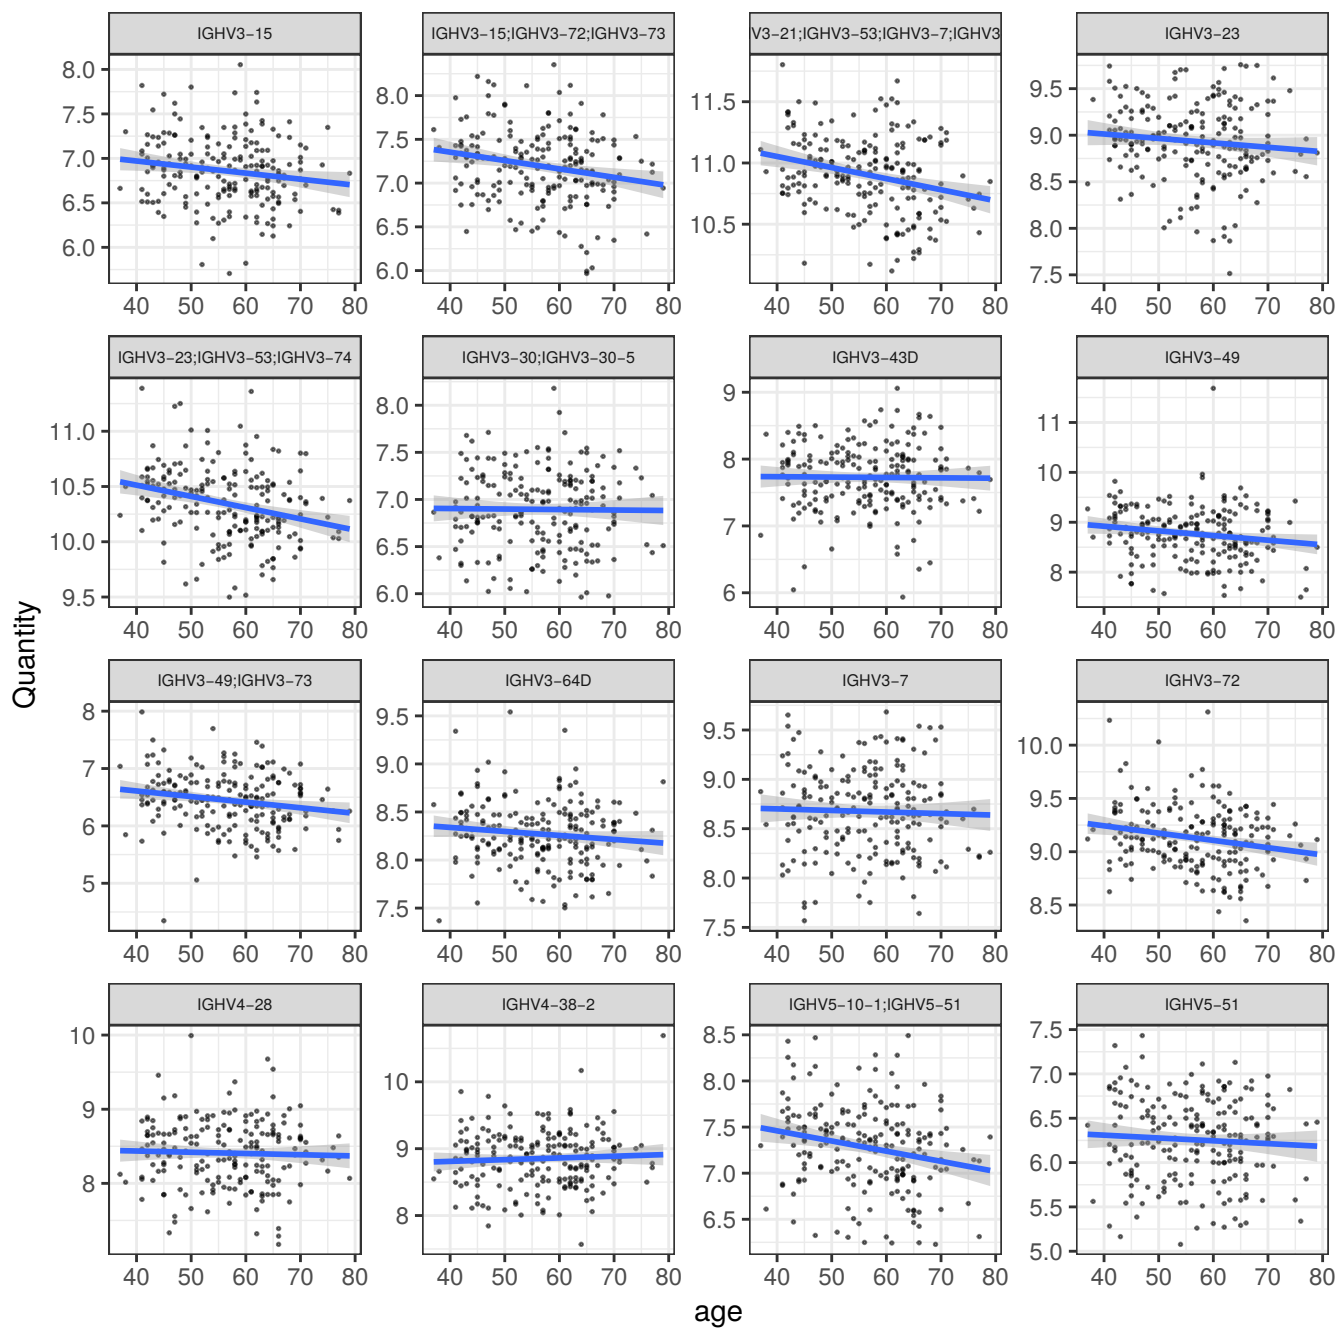 IGHV3−15 IGHV3−15;IGHV3−72;IGHV3−73 V3−21;IGHV3−53;IGHV3−7;IGHV3 IGHV3−23
8.0 7.5 7.0 6.5 6.0
8.0 7.5 7.0 6.5 6.0
11.5 11.0 10.5
9.5 9.0 8.5 8.0 7.5
40 50 60 70 80 40 50 60 70 80 40 50 60 70 80 40 50 60 70 80
IGHV3−23;IGHV3−53;IGHV3−74 IGHV3−30;IGHV3−30−5 IGHV3−43D IGHV3−49
11.0 10.5 10.0 9.5
8.0 7.5 7.0 6.5 6.0
9 8 7 6
11 10 9 8
40 50 60 70 80 40 50 60 70 80 40 50 60 70 80 40 50 60 70 80
Quantity
IGHV3−49;IGHV3−73 IGHV3−64D IGHV3−7 IGHV3−72
8 7 6 5
9.5 9.0 8.5 8.0 7.5
9.5 9.0 8.5 8.0 7.5
10.0 9.5 9.0 8.5
40 50 60 70 80 40 50 60 70 80 40 50 60 70 80 40 50 60 70 80
IGHV4−28 IGHV4−38−2 IGHV5−10−1;IGHV5−51 IGHV5−51
10 9 8
10 9 8
8.5 8.0 7.5 7.0 6.5
7.5 7.0 6.5 6.0 5.5 5.0
40 50 60 70 80 40 50 60 70 80 40 50 60 70 80 40 50 60 70 80
age